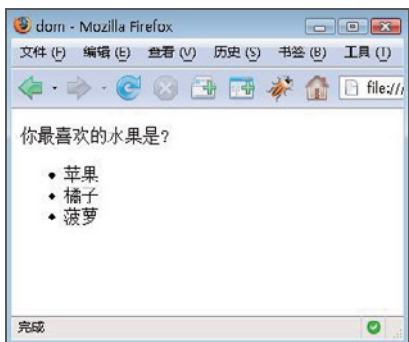 dom - Mozilla Firefox
文件 (F) 编辑 (E) 查看 (V) 历史 (S) 书签 (B) 工具 (T)
file://
你最喜欢的水果是?
• 苹果
• 橘子
• 菠萝
完成